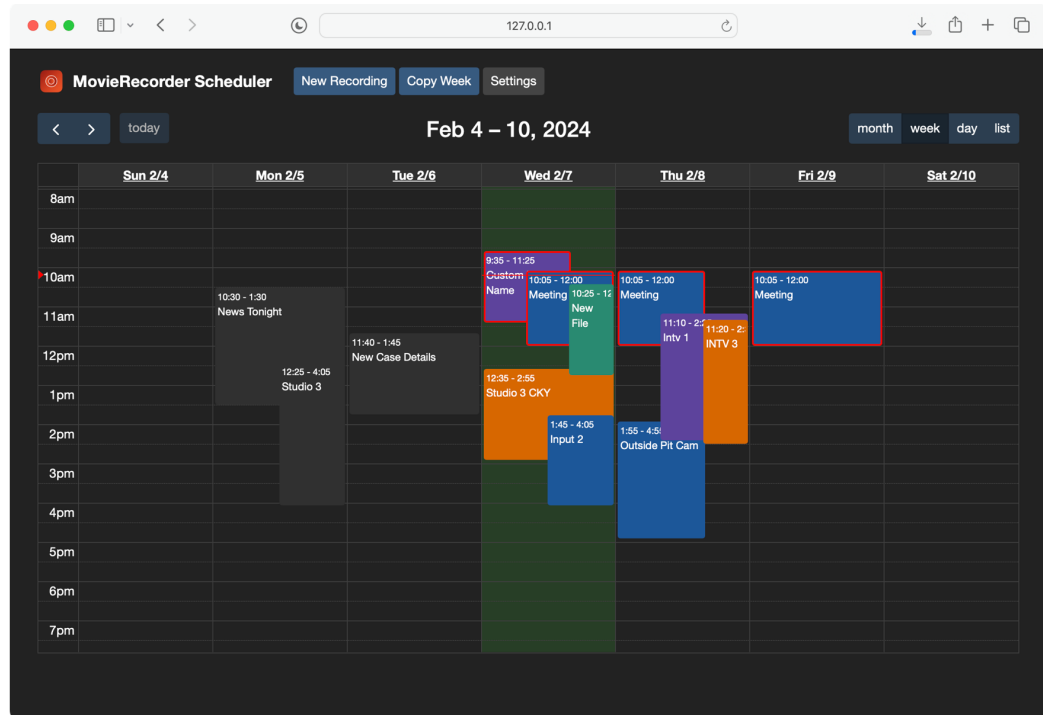 127.0.0.1
MovieRecorder Scheduler
New Recording
Copy Week
Settings
today
Feb 4 – 10, 2024
month
week
day
list
Sun 2/4
Mon 2/5
Tue 2/6
Wed 2/7
Thu 2/8
Fri 2/9
Sat 2/10
8am
9am
10am
11am
12pm
1pm
2pm
3pm
4pm
5pm
6pm
7pm
10:30 - 1:30
News Tonight
12:25 - 4:05
Studio 3
11:40 - 1:45
New Case Details
9:35 - 11:25
Custom
Name
10:05 - 12:00
Meeting
10:25 - 12
New
File
12:35 - 2:55
Studio 3 CKY
1:45 - 4:05
Input 2
10:05 - 12:00
Meeting
11:10 -
Intv 1
11:20 - 2:
INTV 3
1:55 - 4:55
Outside Pit Cam
10:05 - 12:00
Meeting